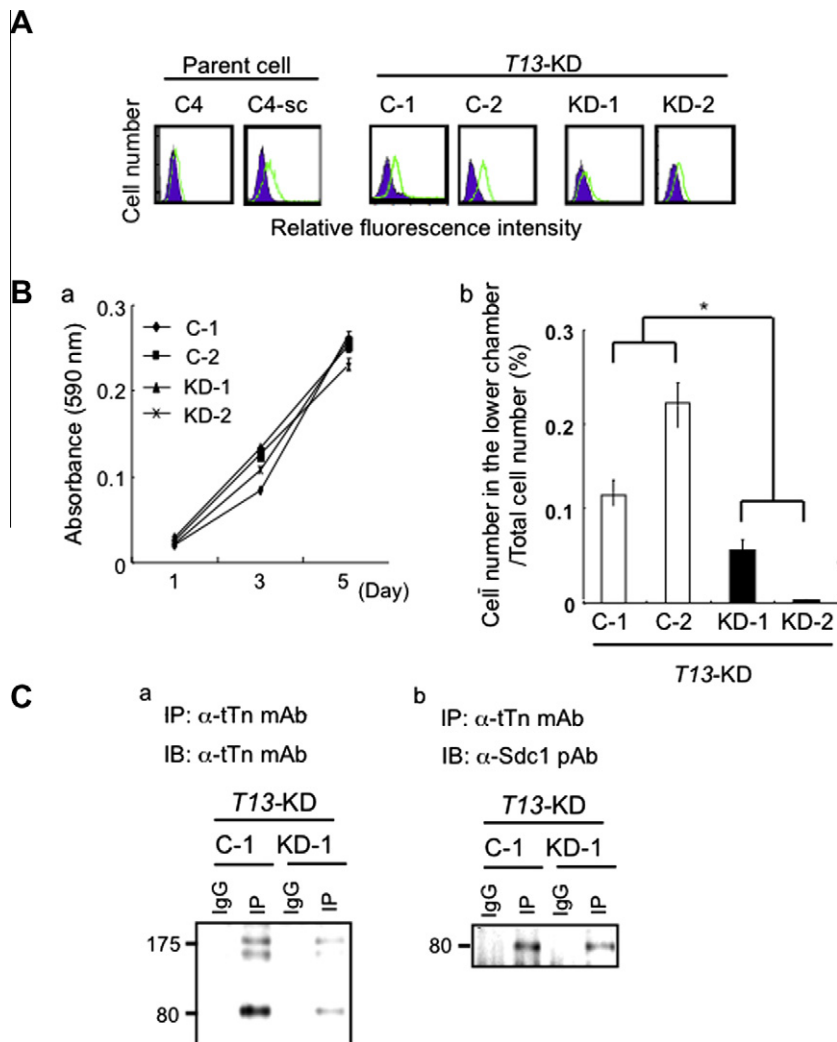 A
Parent cell
T13-KD
C4
C4-sc
C-1
C-2
KD-1
KD-2
Cell number
Relative fluorescence intensity
B
a
Absorbance (590 nm)
0.3
0.2
0.1
0
C-1
C-2
KD-1
KD-2
1
3
5
(Day)
b
Cell number in the lower chamber
/Total cell number (%)
0.3
0.2
0.1
0
*
C-1
C-2
KD-1
KD-2
T13-KD
C
a
IP: α-tTn mAb
IB: α-tTn mAb
T13-KD
C-1
KD-1
IgG
IP
IgG
IP
175
80
b
IP: α-tTn mAb
IB: α-Sdc1 pAb
T13-KD
C-1
KD-1
IgG
IP
IgG
IP
80